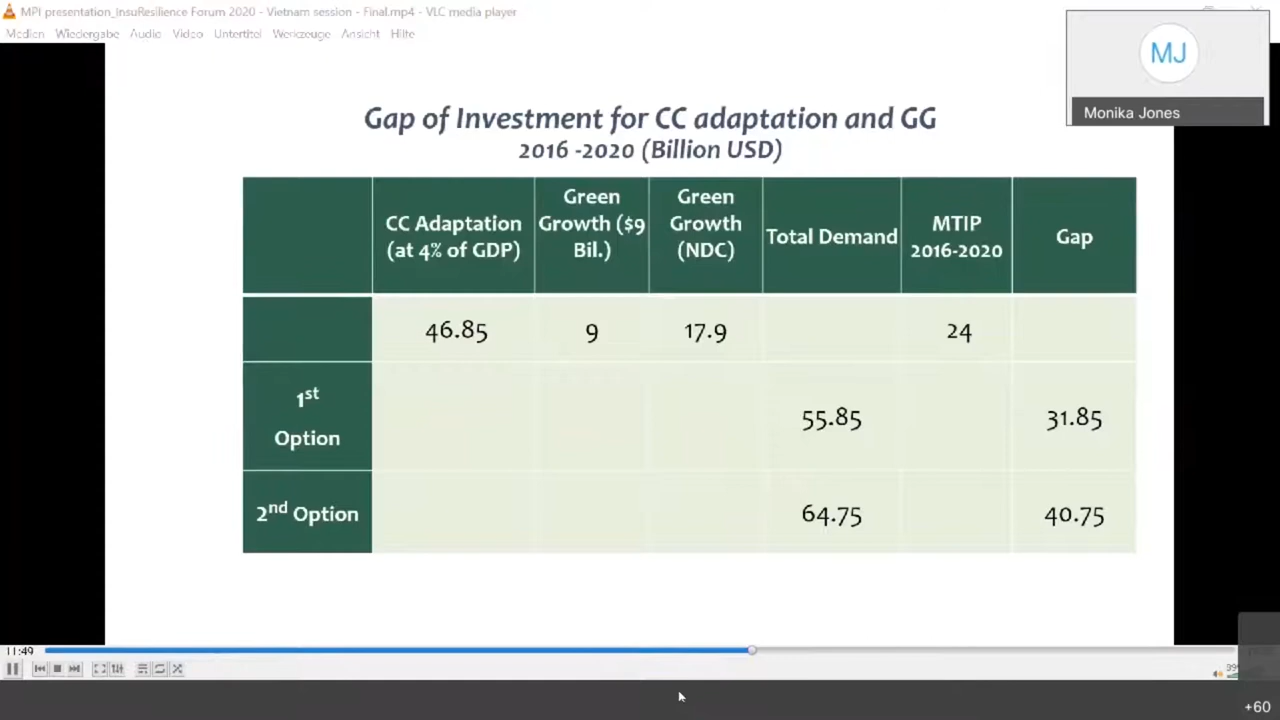 MPI presentation_InsuResilience Forum 2020 - Vietnam session - Final.mp4 - VLC media player
Medien Wiedergabe Audio Video Untertitel Werkzeuge Ansicht Hilfe
MJ
Monika Jones
Gap of Investment for CC adaptation and GG
2016 -2020 (Billion USD)
CC Adaptation (at 4% of GDP)
Green Growth ($9 Bil.)
Green Growth (NDC)
Total Demand
MTIP 2016-2020
Gap
46.85 9 17.9 24
1st Option 55.85 31.85
2nd Option 64.75 40.75
11:49
+60